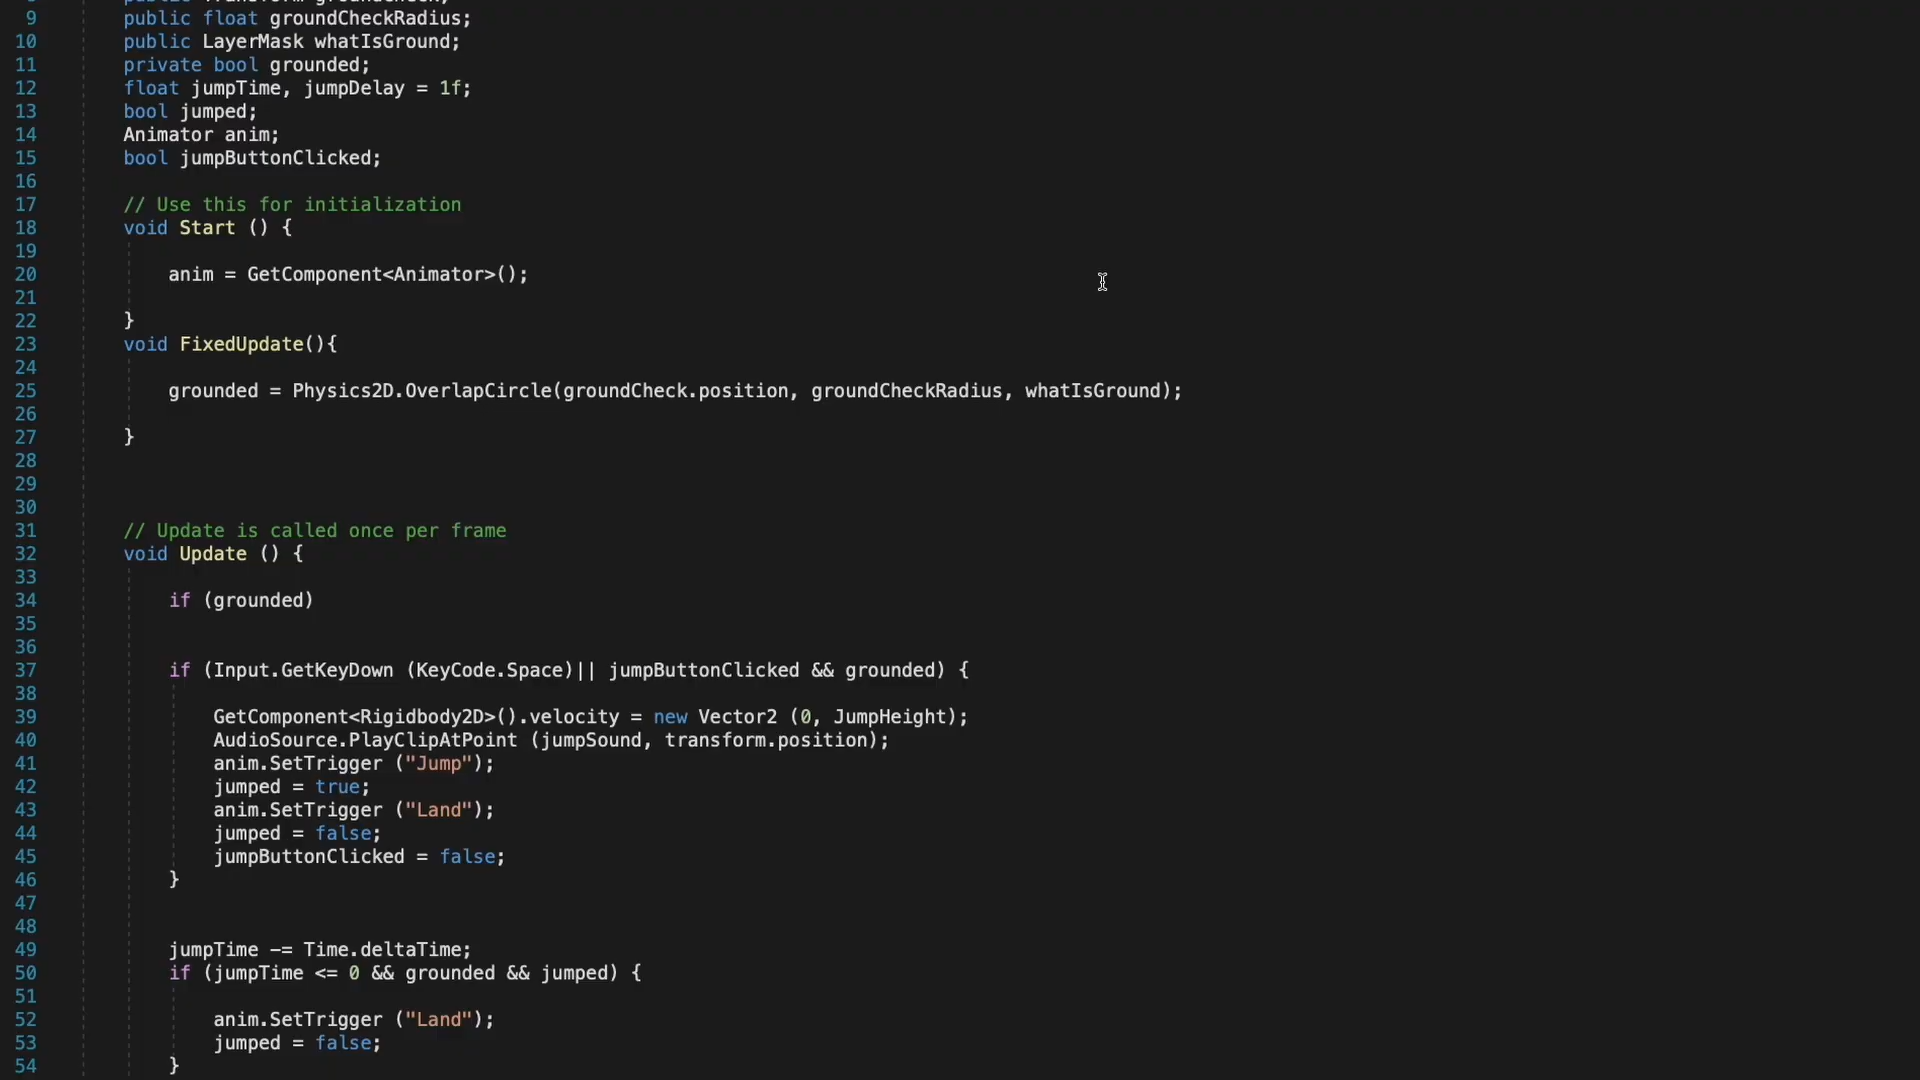 9 public float groundCheckRadius;
10 public LayerMask whatIsGround;
11 private bool grounded;
12 float jumpTime, jumpDelay = 1f;
13 bool jumped;
14 Animator anim;
15 bool jumpButtonClicked;
16
17 // Use this for initialization
18 void Start () {
19
20 anim = GetComponent<Animator>();
21
22 }
23 void FixedUpdate(){
24
25 grounded = Physics2D.OverlapCircle(groundCheck.position, groundCheckRadius, whatIsGround);
26
27 }
28
29
30
31 // Update is called once per frame
32 void Update () {
33
34 if (grounded)
35
36
37 if (Input.GetKeyDown (KeyCode.Space)|| jumpButtonClicked && grounded) {
38
39 GetComponent<Rigidbody2D>().velocity = new Vector2 (0, JumpHeight);
40 AudioSource.PlayClipAtPoint (jumpSound, transform.position);
41 anim.SetTrigger ("Jump");
42 jumped = true;
43 anim.SetTrigger ("Land");
44 jumped = false;
45 jumpButtonClicked = false;
46 }
47
48
49 jumpTime -= Time.deltaTime;
50 if (jumpTime <= 0 && grounded && jumped) {
51
52 anim.SetTrigger ("Land");
53 jumped = false;
54 }